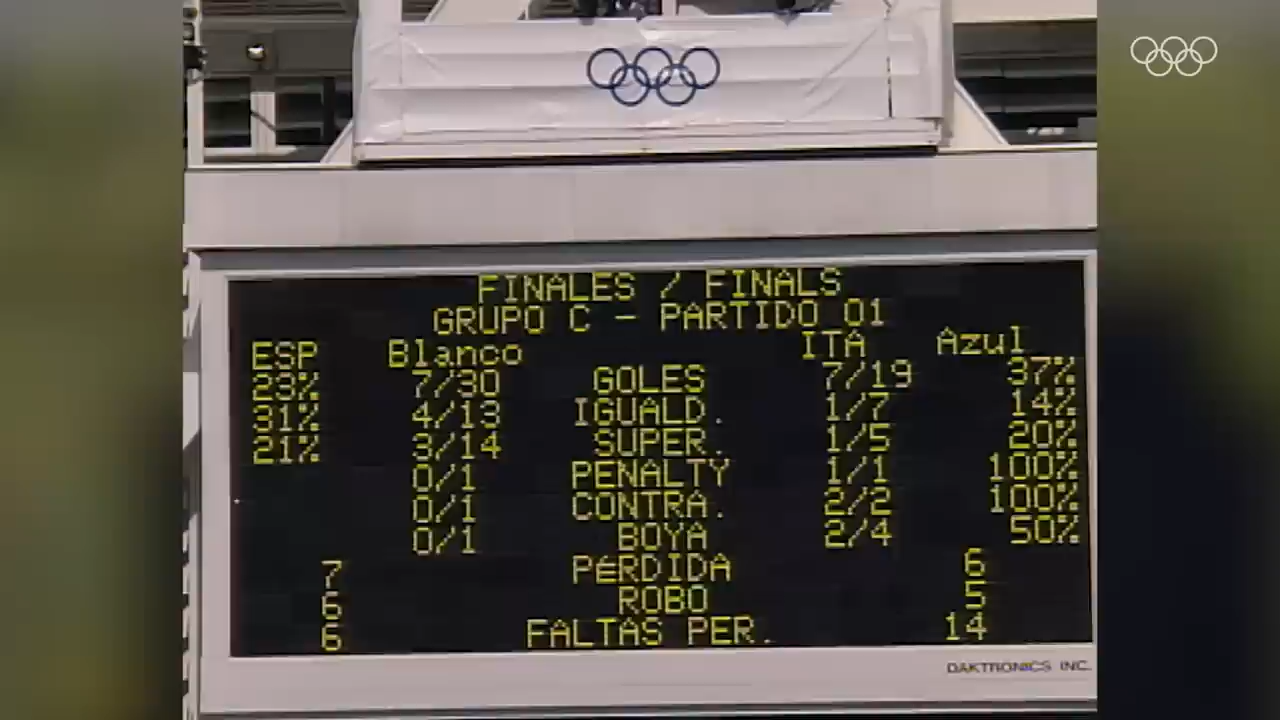 FINALES / FINALS
GRUPO C - PARTIDO 01
ESP Blanco ITA Azul
23% 7/30 GOLES 7/19 37%
31% 4/13 IGUALD. 1/7 14%
21% 3/14 SUPER. 1/5 20%
0/1 PENALTY 1/1 100%
0/1 CONTRA. 2/2 100%
0/1 BOYA 2/4 50%
7 PéRDIDA 6
6 ROBO 5
6 FALTAS PER. 14
DAKTRONICS INC.